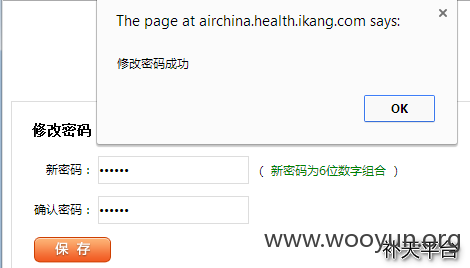 The page at airchina.health.ikang.com says:
修改密码成功
OK
修改密码
新密码： •••••• （ 新密码为6位数字组合 ）
确认密码： ••••••
保 存
www.wooyun.org
补天平台